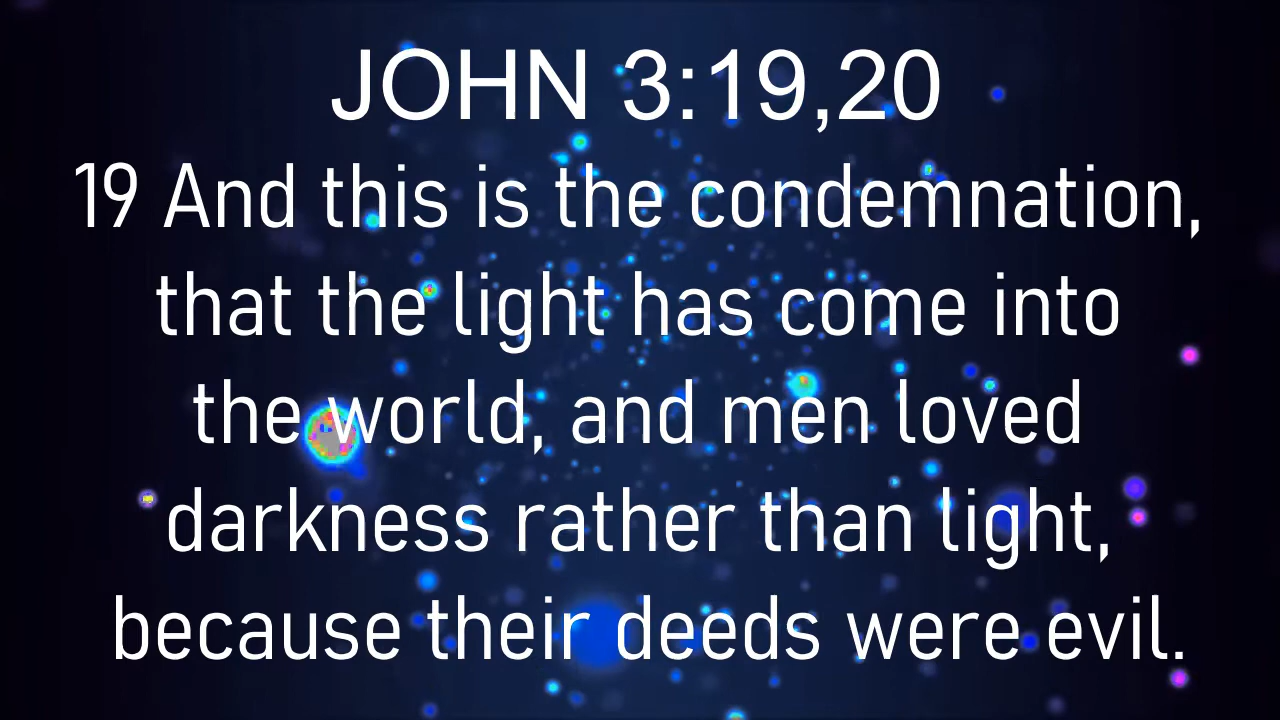 JOHN 3:19,20
19 And this is the condemnation,
that the light has come into
the world, and men loved
darkness rather than light,
because their deeds were evil.